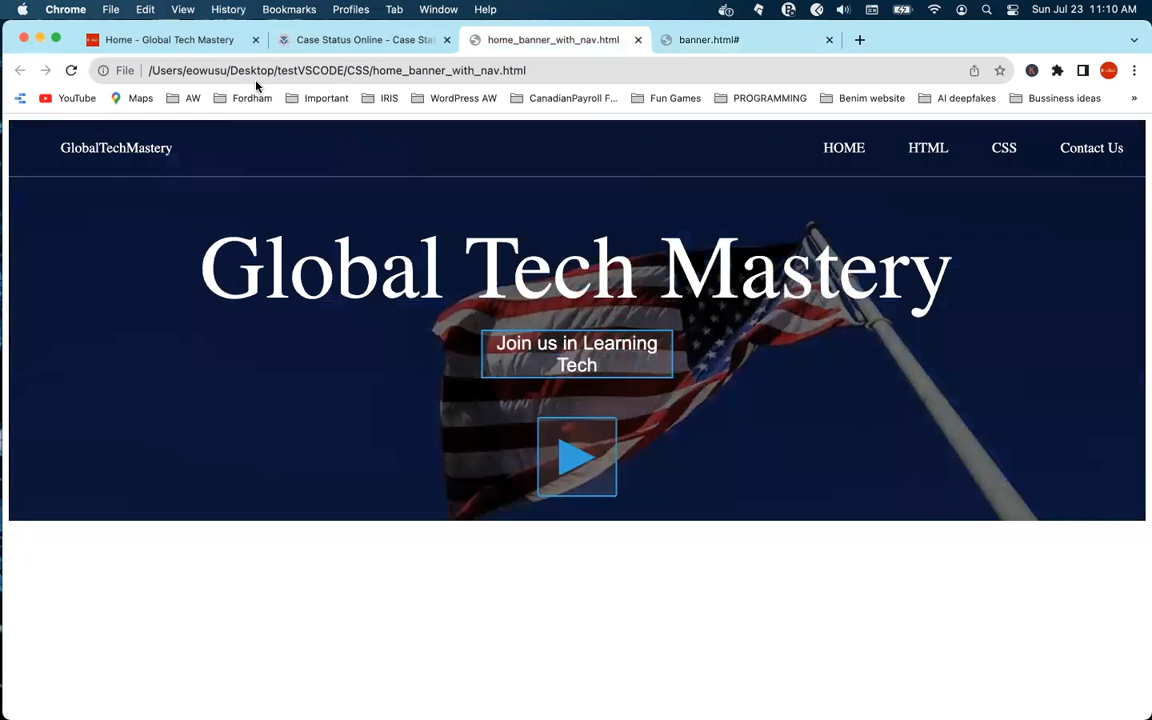 Chrome File Edit View History Bookmarks Profiles Tab Window Help Sun Jul 23 11:10 AM
Home - Global Tech Mastery Case Status Online - Case Stat home_banner_with_nav.html banner.html#
File /Users/eowusu/Desktop/testVSCODE/CSS/home_banner_with_nav.html
YouTube Maps AW Fordham Important IRIS WordPress AW CanadianPayroll F... Fun Games PROGRAMMING Benim website AI deepfakes Bussiness ideas »
GlobalTechMastery HOME HTML CSS Contact Us
Global Tech Mastery
Join us in Learning
Tech